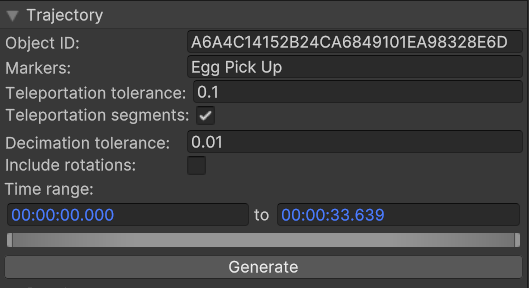 Trajectory
Object ID: A6A4C14152B24CA6849101EA98328E6D
Markers: Egg Pick Up
Teleportation tolerance: 0.1
Teleportation segments:
Decimation tolerance: 0.01
Include rotations:
Time range:
00:00:00.000 to 00:00:33.639
Generate